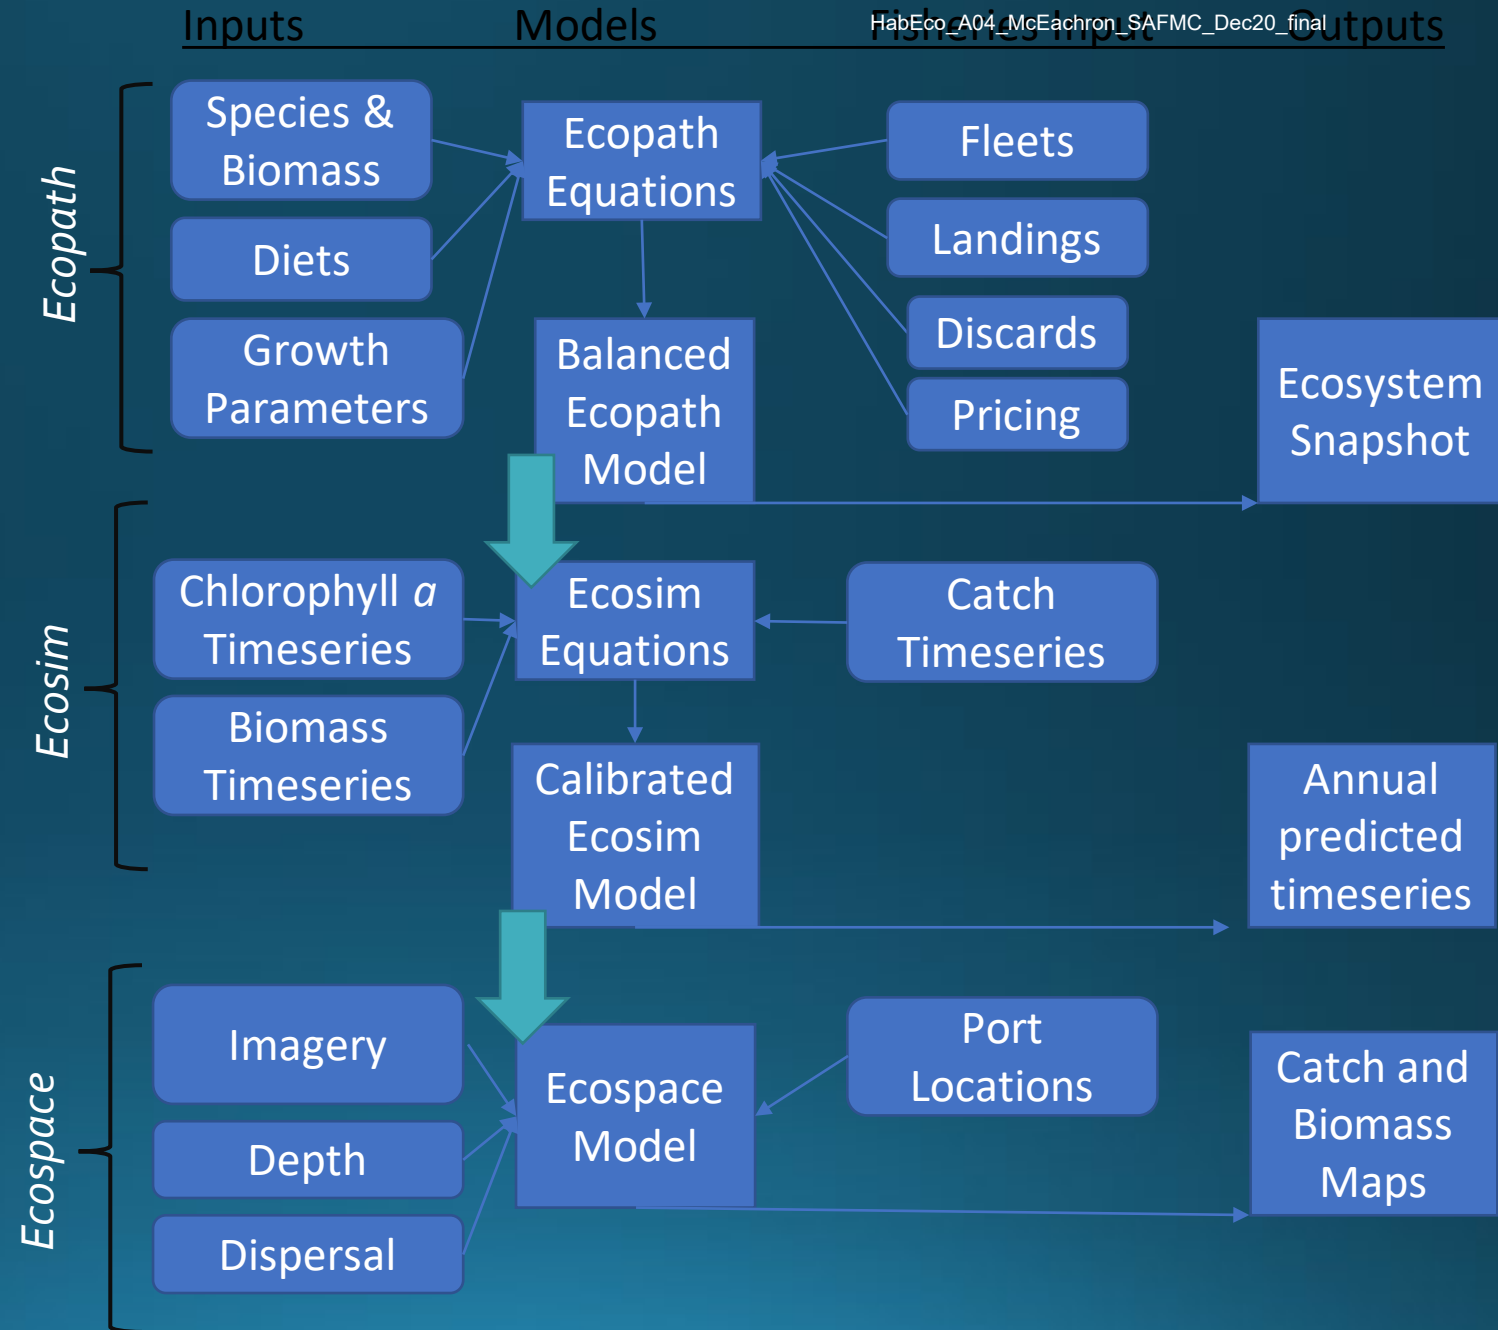 Inputs
Models
Fisheries Input
Outputs
HabEco_A04_McEachron_SAFMC_Dec20_final
Ecopath
Species &
Biomass
Diets
Growth
Parameters
Ecopath
Equations
Balanced
Ecopath
Model
Fleets
Landings
Discards
Pricing
Ecosystem
Snapshot
Ecosim
Chlorophyll a
Timeseries
Biomass
Timeseries
Ecosim
Equations
Calibrated
Ecosim
Model
Catch
Timeseries
Annual
predicted
timeseries
Ecospace
Imagery
Depth
Dispersal
Ecospace
Model
Port
Locations
Catch and
Biomass
Maps